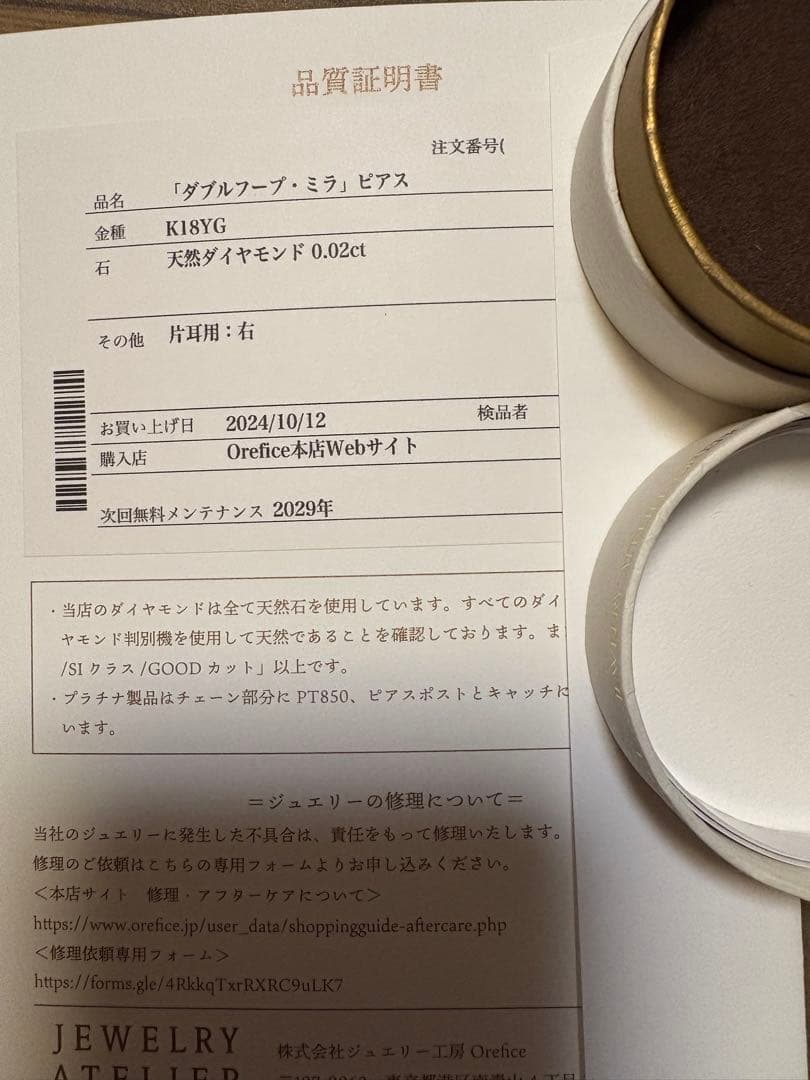 品質証明書
注文番号(
品名 「ダブルフープ・ミラ」ピアス
金種 K18YG
石 天然ダイヤモンド 0.02ct
その他 片耳用：右
お買い上げ日 2024/10/12 検品者
購入店 Orefice本店Webサイト
次回無料メンテナンス 2029年
・当店のダイヤモンドは全て天然石を使用しています。すべてのダイ
ヤモンド判別機を使用して天然であることを確認しております。ま
/SIクラス/GOODカット」以上です。
・プラチナ製品はチェーン部分に PT850、ピアスポストとキャッチに
います。
＝ジュエリーの修理について＝
当社のジュエリーに発生した不具合は、責任をもって修理いたします。
修理のご依頼はこちらの専用フォームよりお申し込みください。
＜本店サイト 修理・アフターケアについて＞
https://www.orefice.jp/user_data/shoppingguide-aftercare.php
＜修理依頼専用フォーム＞
https://forms.gle/4RkkqTxrRXRC9uLK7
JEWELRY
ATELIER
株式会社ジュエリー工房 Orefice